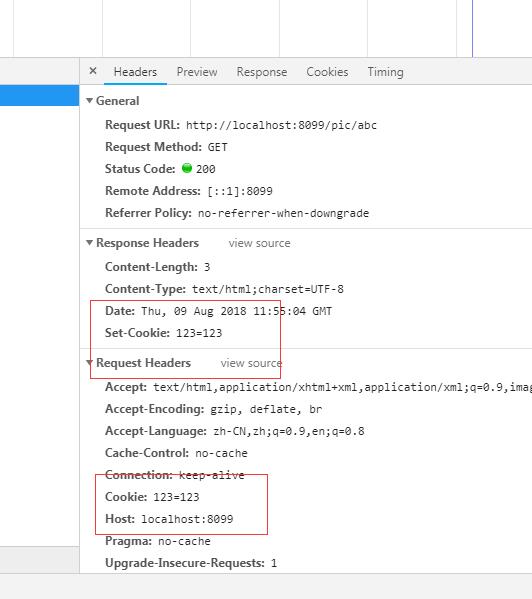 × Headers Preview Response Cookies Timing
General
Request URL: http://localhost:8099/pic/abc
Request Method: GET
Status Code: 200
Remote Address: [::1]:8099
Referrer Policy: no-referrer-when-downgrade
Response Headers view source
Content-Length: 3
Content-Type: text/html;charset=UTF-8
Date: Thu, 09 Aug 2018 11:55:04 GMT
Set-Cookie: 123=123
Request Headers view source
Accept: text/html,application/xhtml+xml,application/xml;q=0.9,imag
Accept-Encoding: gzip, deflate, br
Accept-Language: zh-CN,zh;q=0.9,en;q=0.8
Cache-Control: no-cache
Connection: keep-alive
Cookie: 123=123
Host: localhost:8099
Pragma: no-cache
Upgrade-Insecure-Requests: 1